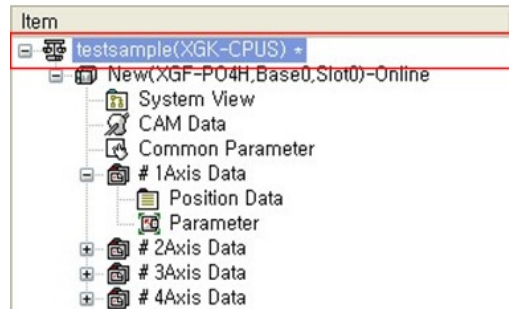 Item
testsample(XGK-CPUS) *
New(XGF-PO4H,Base0,Slot0)-Online
System View
CAM Data
Common Parameter
# 1Axis Data
Position Data
Parameter
# 2Axis Data
# 3Axis Data
# 4Axis Data